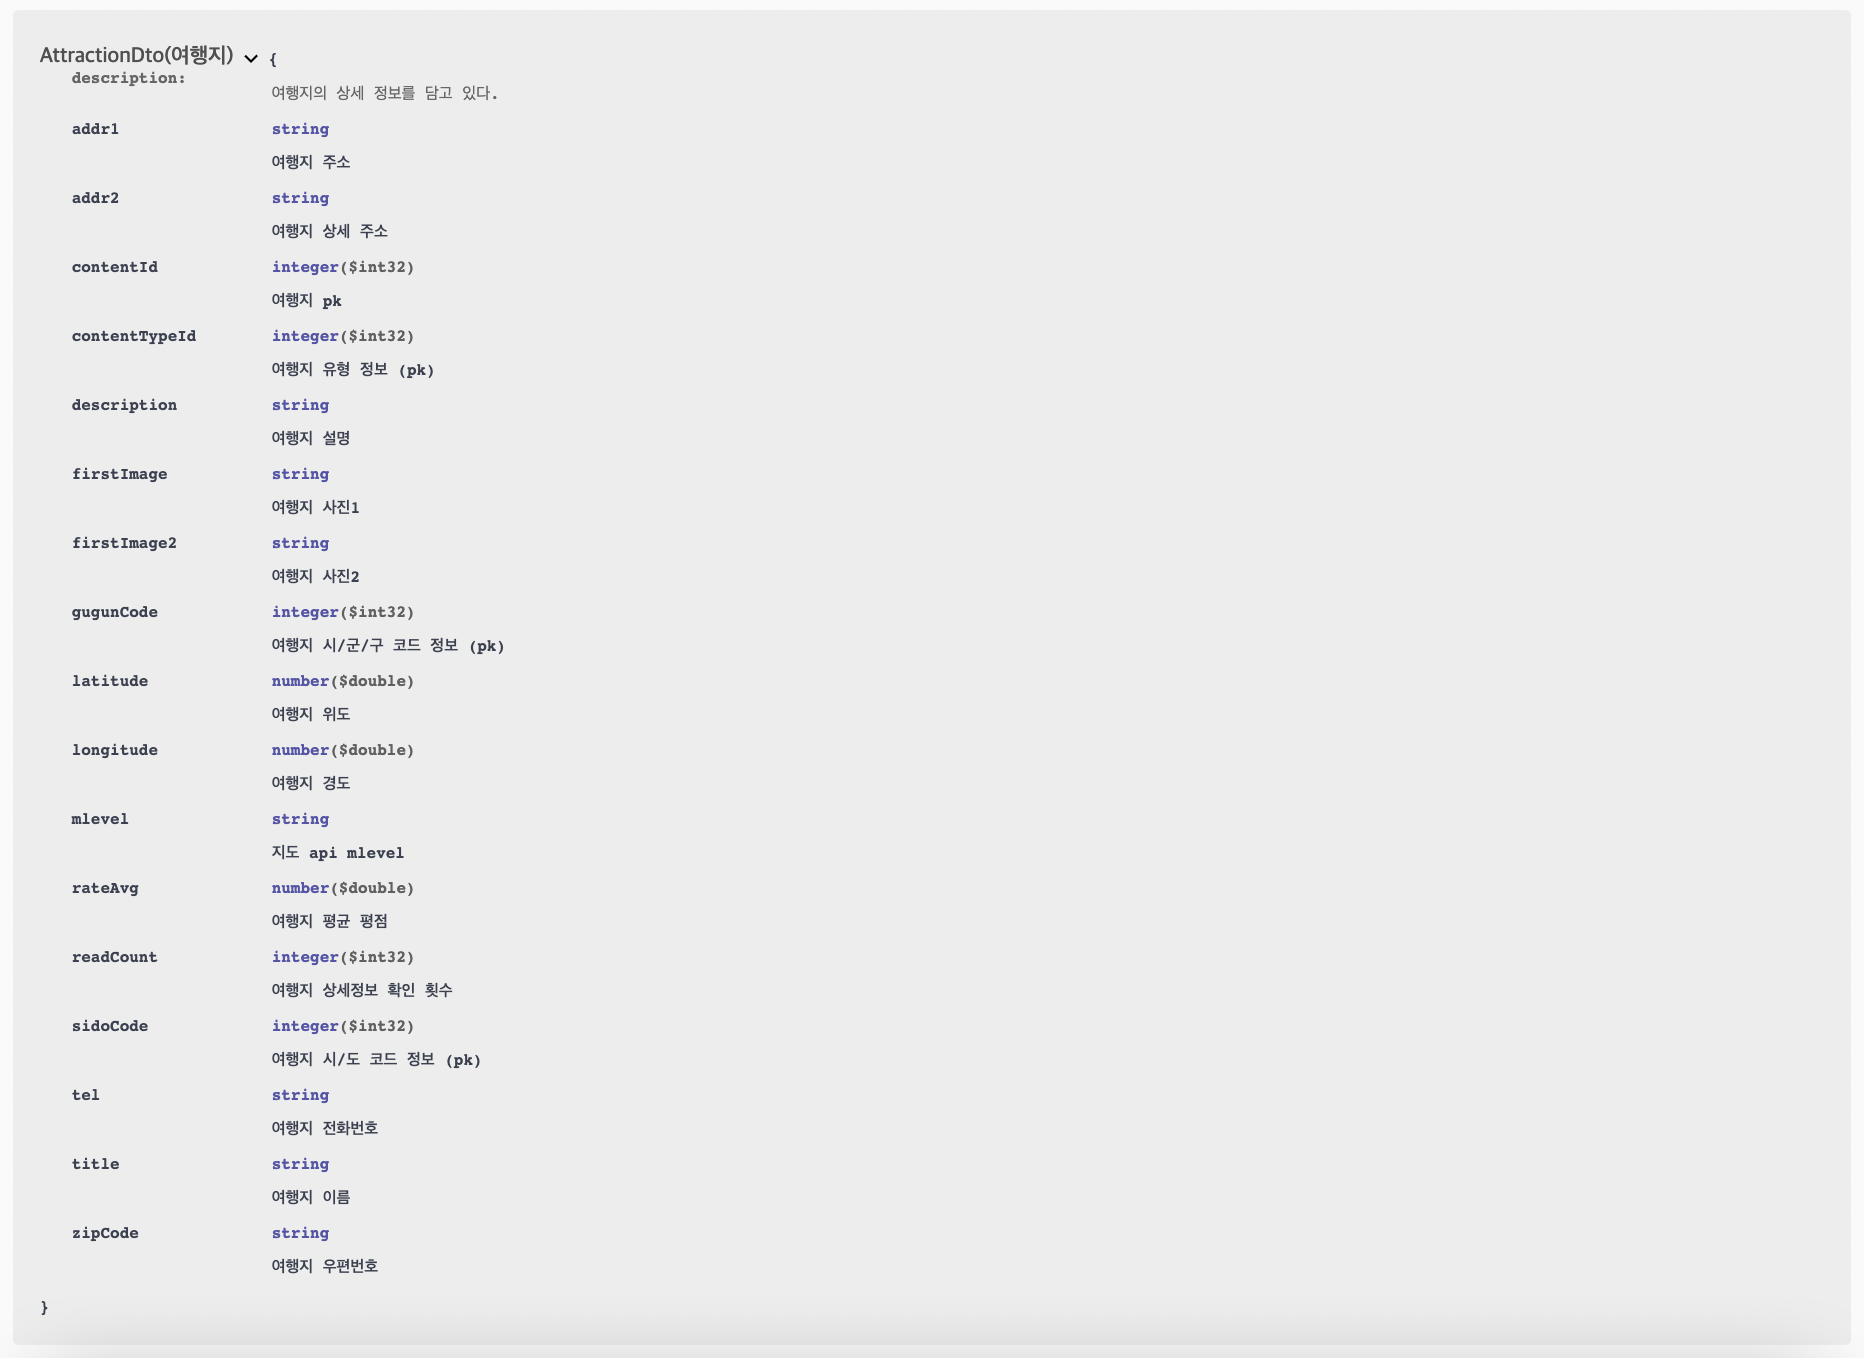 AttractionDto(여행지) {
description:
여행지의 상세 정보를 담고 있다.
addr1 string
여행지 주소
addr2 string
여행지 상세 주소
contentId integer($int32)
여행지 pk
contentTypeId integer($int32)
여행지 유형 정보 (pk)
description string
여행지 설명
firstImage string
여행지 사진1
firstImage2 string
여행지 사진2
gugunCode integer($int32)
여행지 시/군/구 코드 정보 (pk)
latitude number($double)
여행지 위도
longitude number($double)
여행지 경도
mlevel string
지도 api mlevel
rateAvg number($double)
여행지 평균 평점
readCount integer($int32)
여행지 상세정보 확인 횟수
sidoCode integer($int32)
여행지 시/도 코드 정보 (pk)
tel string
여행지 전화번호
title string
여행지 이름
zipCode string
여행지 우편번호
}